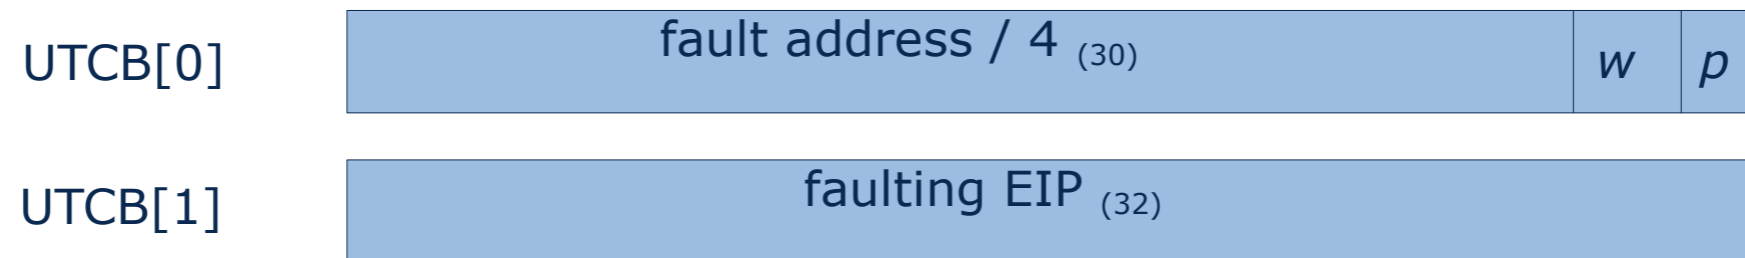 UTCB[0] fault address / 4 (30) w p
UTCB[1] faulting EIP (32)